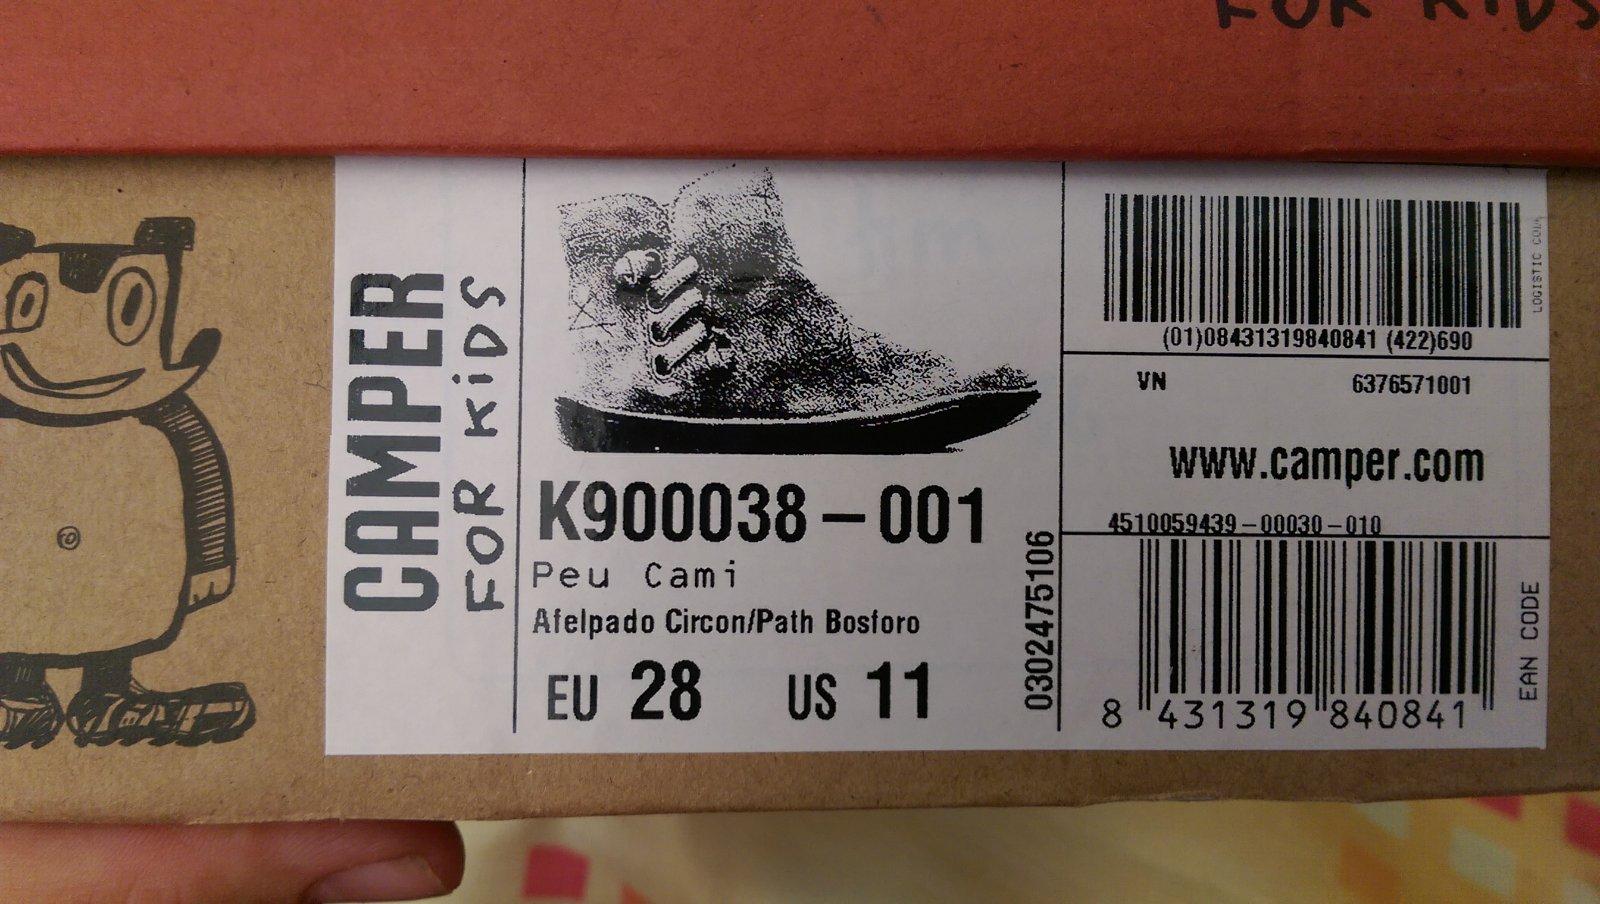 FOR KIDS
CAMPER
FOR KiDS
K900038-001
Peu Cami
Afelpado Circon/Path Bosforo
EU 28 US 11
0302475106
LOGISTIC
(01)08431319840841 (422)690
VN 6376571001
www.camper.com
4510059439-00030-010
8 431319 840841
EAN CODE